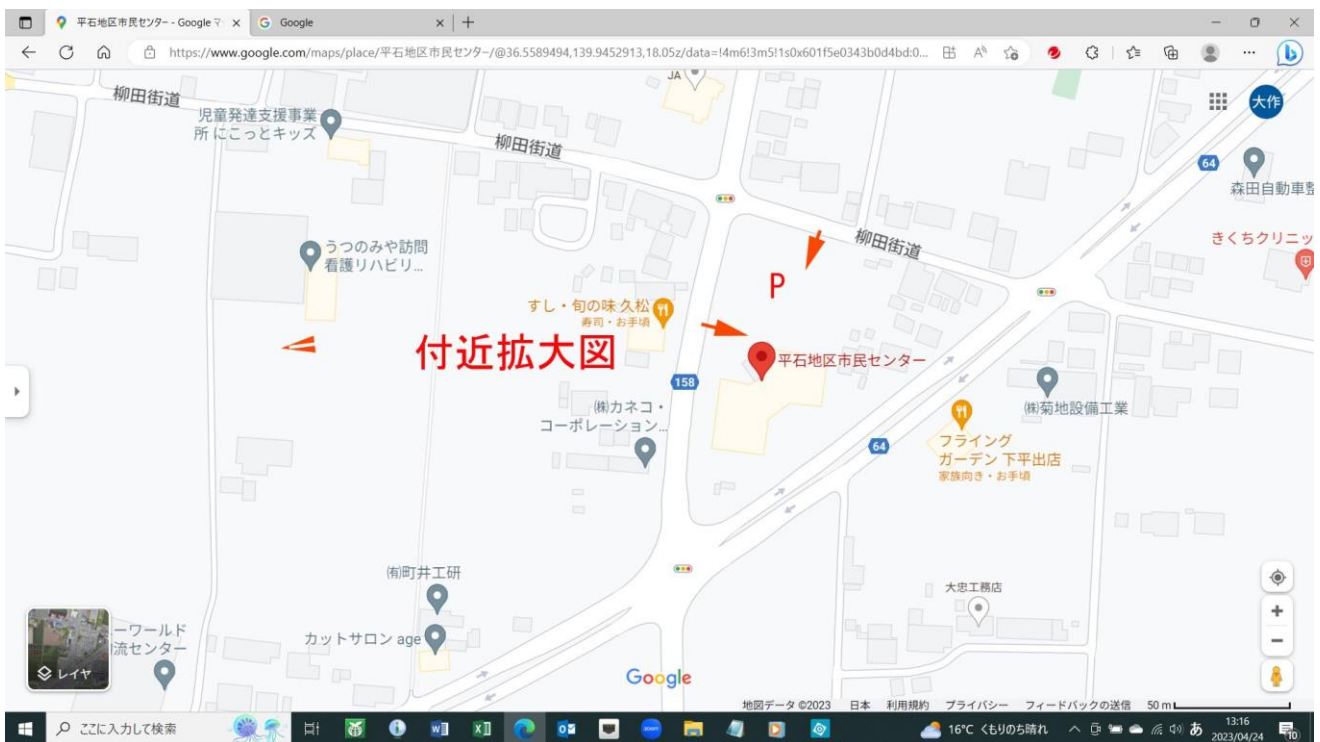 平石地区市民センター - Google マ
Google
https://www.google.com/maps/place/平石地区市民センター/@36.5589494,139.9452913,18.05z/data=!4m6!3m5!1s0x601f5e0343b0d4bd:0...
大作
JA
柳田街道
児童発達支援事業
所 にこっとキッズ
柳田街道
64
森田自動車整
柳田街道
きくちクリニッ
うつのみや訪問
看護リハビリ...
P
すし・旬の味 久松
寿司・お手頃
付近拡大図
平石地区市民センター
158
㈱カネコ・
コーポレーション...
㈱菊地設備工業
64
フライング
ガーデン 下平出店
家族向き・お手頃
㈲町井工研
大忠工務店
ーワールド
流センター
カットサロン age
レイヤ
Google
地図データ ©2023 日本 利用規約 プライバシー フィードバックの送信 50 m
ここに入力して検索
16°C くもりのち晴れ
あ
13:16
2023/04/24
10